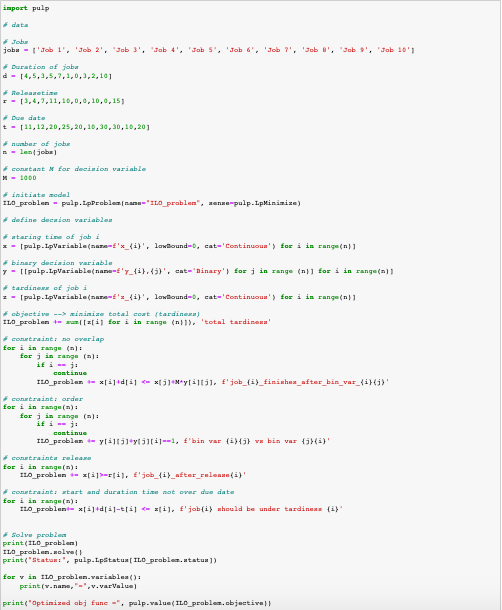 import pulp
# data
# Jobs
jobs = ['Job 1', 'Job 2', 'Job 3', 'Job 4', 'Job 5', 'Job 6', 'Job 7', 'Job 8', 'Job 9', 'Job 10']
# Duration of jobs
d = [4,5,3,5,7,1,0,3,2,10]
# Releasetime
r = [3,4,7,11,10,0,0,10,0,15]
# Due date
t = [11,12,20,25,20,10,30,30,10,20]
# number of jobs
n = len(jobs)
# constant M for decision variable
M = 1000
# initiate model
ILO_problem = pulp.LpProblem(name="ILO_problem", sense=pulp.LpMinimize)
# define decsion variables
# staring time of job i
x = [pulp.LpVariable(name=f'x_{i}', lowBound=0, cat='Continuous') for i in range(n)]
# binary decision variable
y = [[pulp.LpVariable(name=f'y_{i},{j}', cat='Binary') for j in range (n)] for i in range(n)]
# tardiness of job i
z = [pulp.LpVariable(name=f'z_{i}', lowBound=0, cat='Continuous') for i in range(n)]
# objective --> minimize total cost (tardiness)
ILO_problem += sum([z[i] for i in range (n)]), 'total tardiness'
# constraint: no overlap
for i in range (n):
for j in range (n):
if i == j:
continue
ILO_problem += x[i]+d[i] <= x[j]+M*y[i][j], f'job_{i}_finishes_after_bin_var_{i}{j}'
# constraint: order
for i in range(n):
for j in range (n):
if i == j:
continue
ILO_problem += y[i][j]+y[j][i]==1, f'bin var {i}{j} vs bin var {j}{i}'
# constraints release
for i in range(n):
ILO_problem += x[i]>=r[i], f'job_{i}_after_release{i}'
# constraint: start and duration time not over due date
for i in range(n):
ILO_problem+= x[i]+d[i]-t[i] <= z[i], f'job{i} should be under tardiness {i}'
# Solve problem
print(ILO_problem)
ILO_problem.solve()
print("Status:", pulp.LpStatus[ILO_problem.status])
for v in ILO_problem.variables():
print(v.name,"=",v.varValue)
print("Optimized obj func =", pulp.value(ILO_problem.objective))